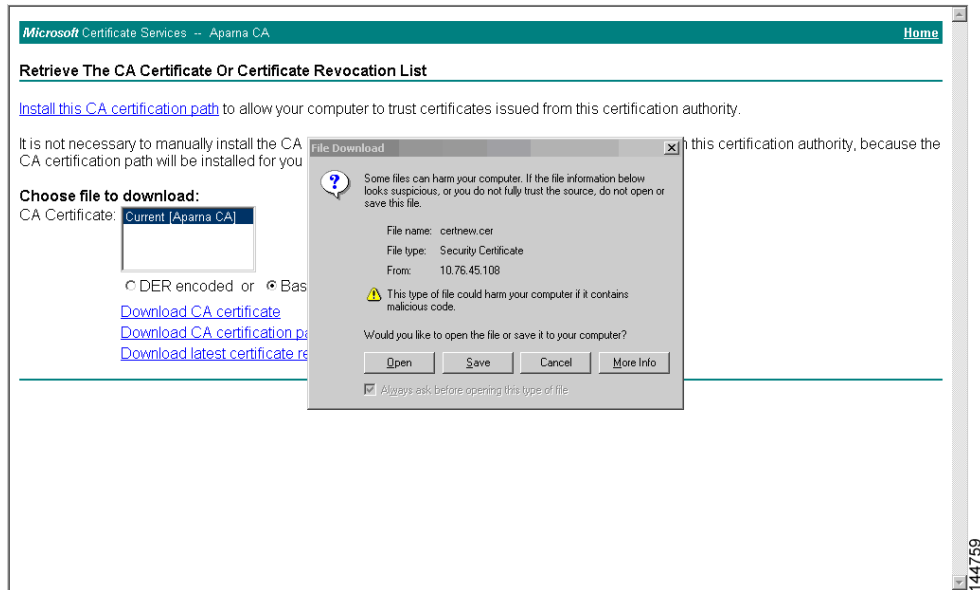 Microsoft Certificate Services -- Aparna CA Home
Retrieve The CA Certificate Or Certificate Revocation List
Install this CA certification path to allow your computer to trust certificates issued from this certification authority.
It is not necessary to manually install the CA
this certification authority, because the
CA certification path will be installed for you
Choose file to download:
CA Certificate: Current [Aparna CA]
DER encoded or Bas
Download CA certificate
Download CA certification pa
Download latest certificate re
File Download
Some files can harm your computer. If the file information below
looks suspicious, or you do not fully trust the source, do not open or
save this file.
File name: certnew.cer
File type: Security Certificate
From: 10.76.45.108
This type of file could harm your computer if it contains
malicious code.
Would you like to open the file or save it to your computer?
Open Save Cancel More Info
Always ask before opening this type of file
144759